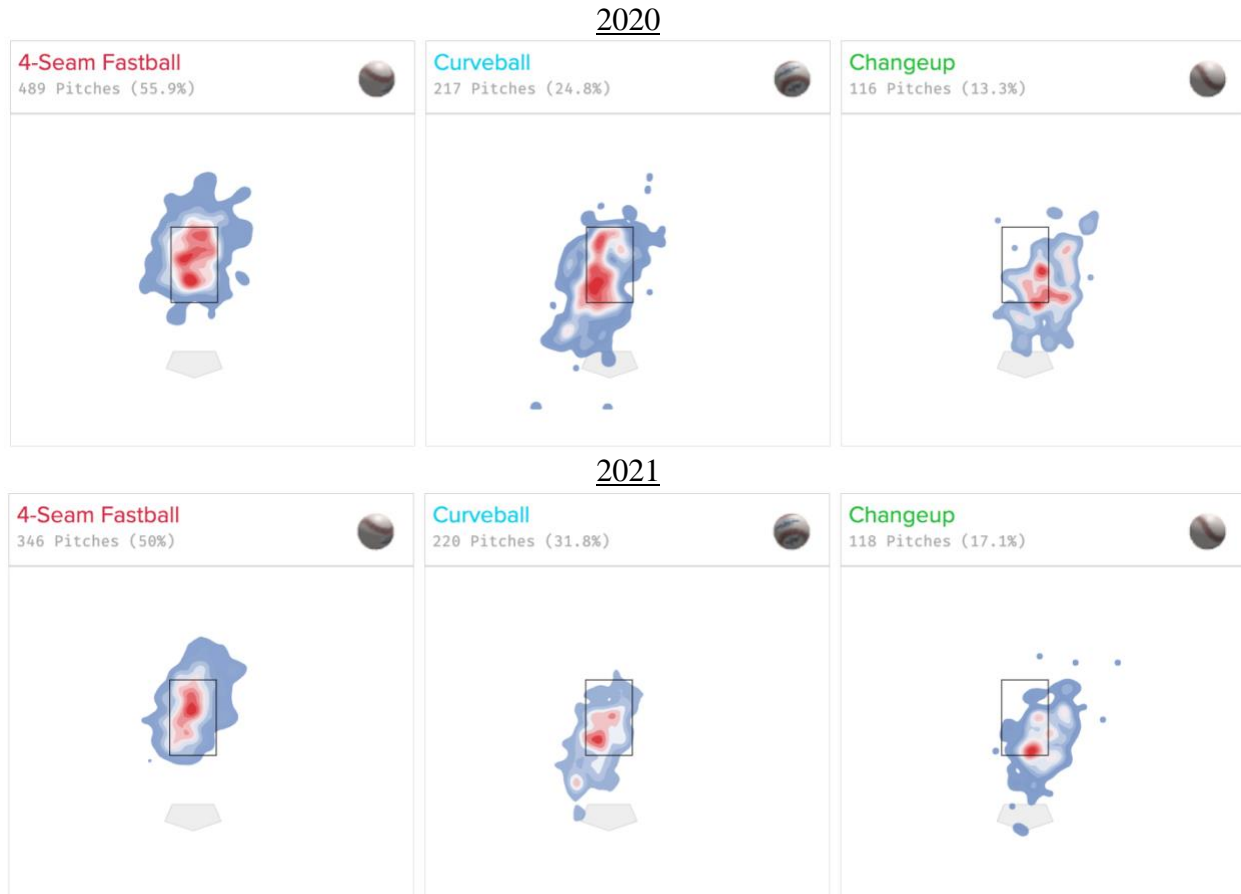 2020
4-Seam Fastball
489 Pitches (55.9%)
Curveball
217 Pitches (24.8%)
Changeup
116 Pitches (13.3%)
2021
4-Seam Fastball
346 Pitches (50%)
Curveball
220 Pitches (31.8%)
Changeup
118 Pitches (17.1%)